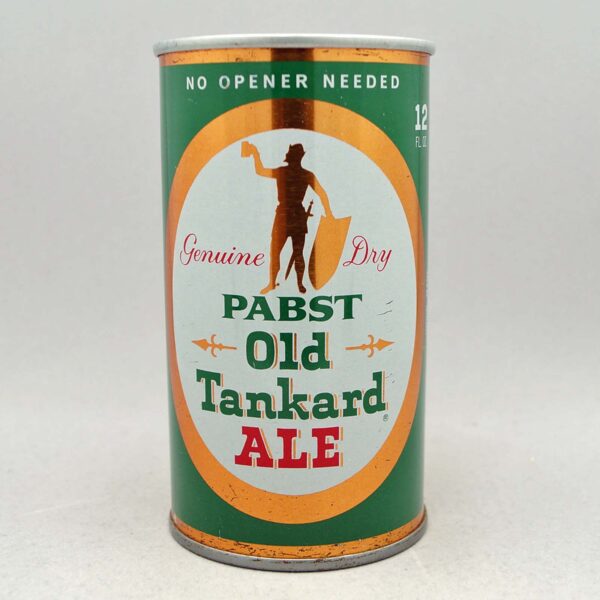 NO OPENER NEEDED
12
FL. OZ.
Genuine Dry
PABST
Old
Tankard®
ALE